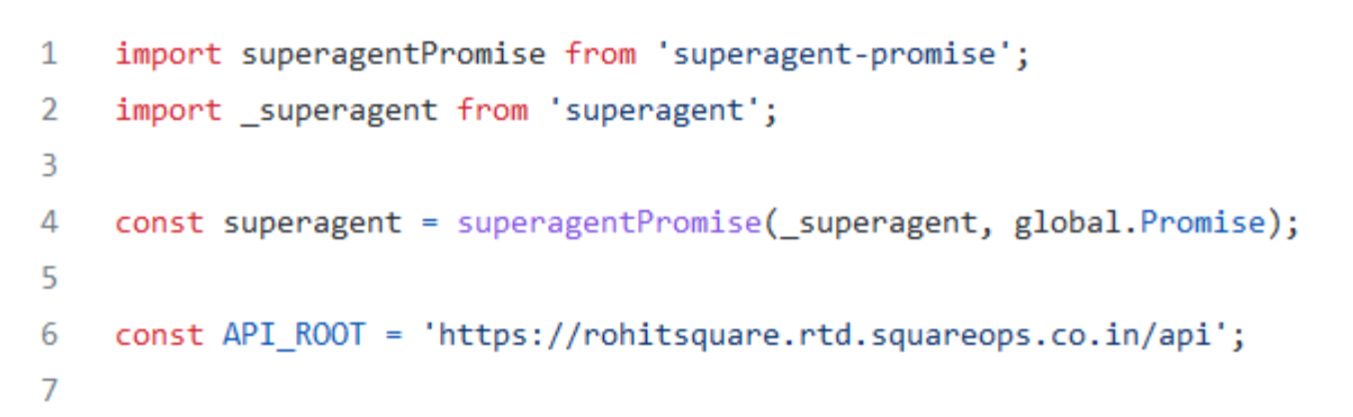 1 import superagentPromise from 'superagent-promise';
2 import _superagent from 'superagent';
3
4 const superagent = superagentPromise(_superagent, global.Promise);
5
6 const API_ROOT = 'https://rohitsquare.rtd.squareops.co.in/api';
7